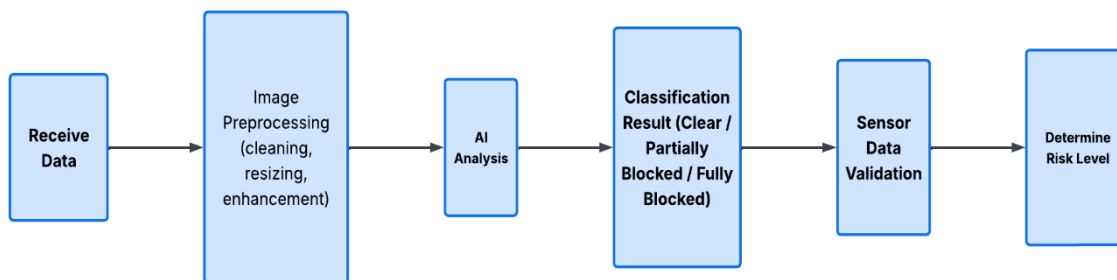 Receive
Data
Image
Preprocessing
(cleaning,
resizing,
enhancement)
AI
Analysis
Classification
Result (Clear /
Partially
Blocked / Fully
Blocked)
Sensor
Data
Validation
Determine
Risk Level